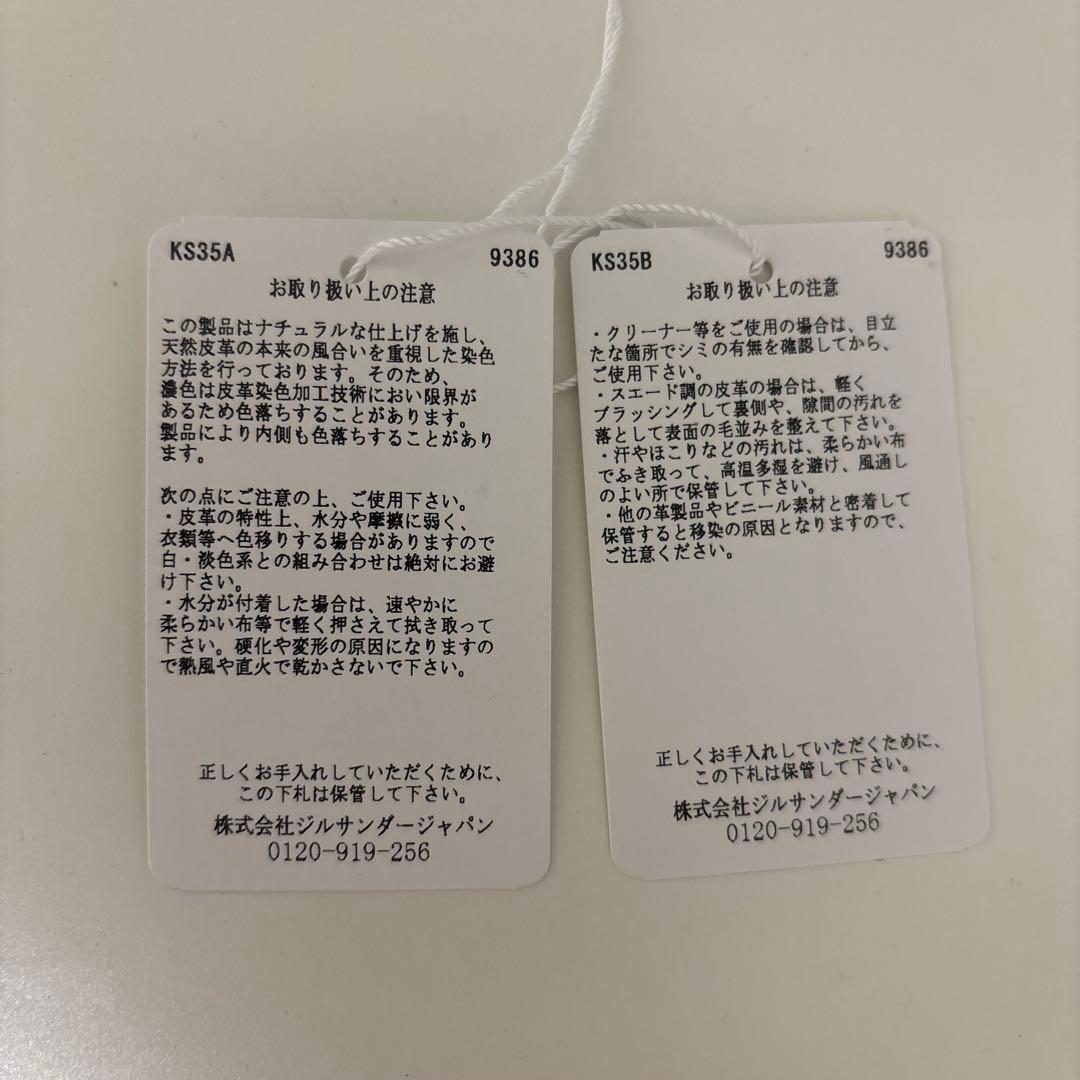 KS35A 9386
お取り扱い上の注意
この製品はナチュラルな仕上げを施し、
天然皮革の本来の風合いを重視した染色
方法を行っております。そのため、
濃色は皮革染色加工技術におい限界が
あるため色落ちすることがあります。
製品により内側も色落ちすることがあり
ます。
次の点にご注意の上、ご使用下さい。
・皮革の特性上、水分や摩擦に弱く、
衣類等へ色移りする場合がありますので
白・淡色系との組み合わせは絶対にお避
け下さい。
・水分が付着した場合は、速やかに
柔らかい布等で軽く押さえて拭き取って
下さい。硬化や変形の原因になりますの
で熱風や直火で乾かさないで下さい。
正しくお手入れしていただくために、
この下札は保管して下さい。
株式会社ジルサンダージャパン
0120-919-256
KS35B 9386
お取り扱い上の注意
・クリーナー等をご使用の場合は、目立
たな箇所でシミの有無を確認してから、
ご使用下さい。
・スエード調の皮革の場合は、軽く
ブラッシングして裏側や、隙間の汚れを
落として表面の毛並みを整えて下さい。
・汗やほこりなどの汚れは、柔らかい布
でふき取って、高温多湿を避け、風通し
のよい所で保管して下さい。
・他の革製品やビニール素材と密着して
保管すると移染の原因となりますので、
ご注意ください。
正しくお手入れしていただくために、
この下札は保管して下さい。
株式会社ジルサンダージャパン
0120-919-256